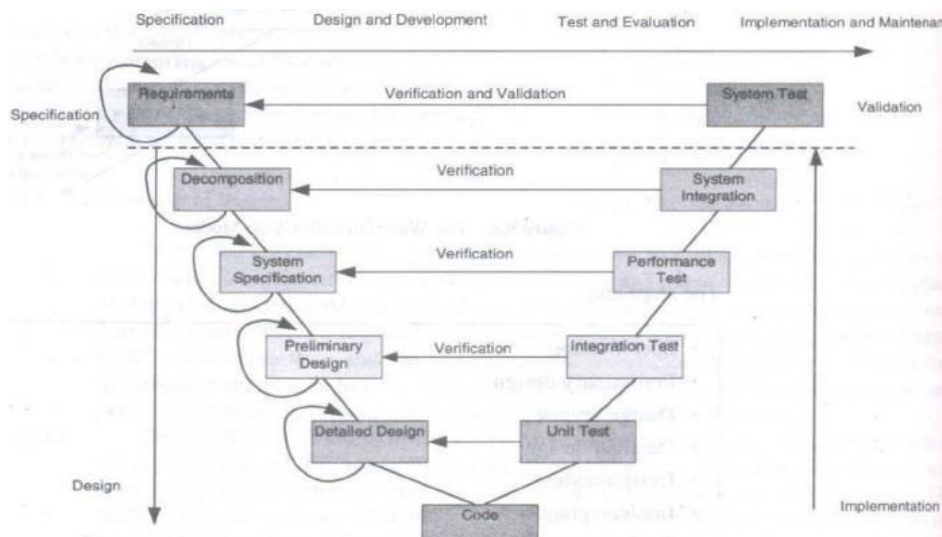 Specification Design and Development Test and Evaluation Implementation and
Requirements Verification and Validation System Test
Specification Validation
Decomposition Verification System
Integration
System
Specification Verification Performance
Test
Preliminary
Design Verification Integration Test
• Preliminary design
Detailed Design Unit Test
Design Implementation
Code